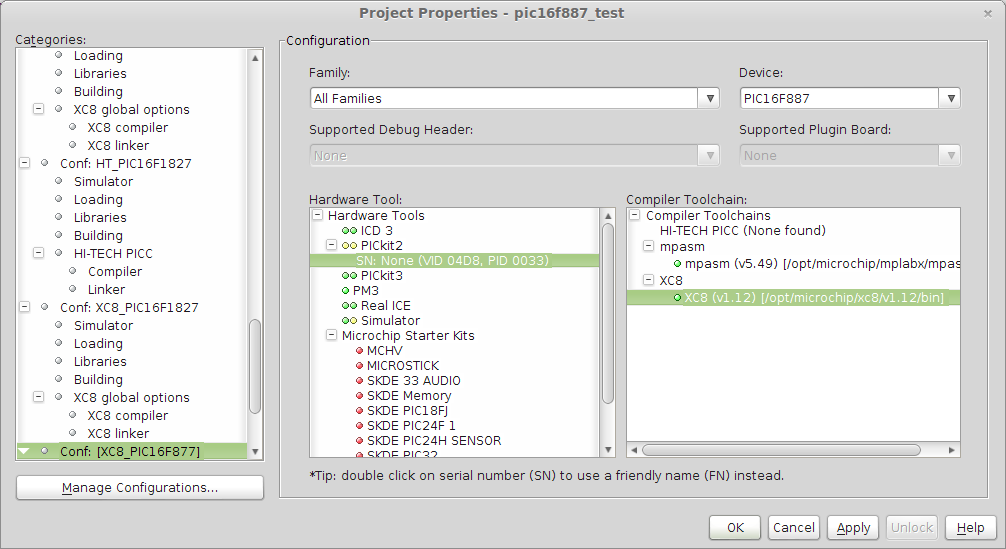 Project Properties - pic16f887_test
Categories:
Loading
Libraries
Building
XC8 global options
XC8 compiler
XC8 linker
Conf: HT_PIC16F1827
Simulator
Loading
Libraries
Building
HI-TECH PICC
Compiler
Linker
Conf: XC8_PIC16F1827
Simulator
Loading
Libraries
Building
XC8 global options
XC8 compiler
XC8 linker
Conf: [XC8_PIC16F877]
Manage Configurations...
Configuration
Family:
All Families
Device:
PIC16F887
Supported Debug Header:
None
Supported Plugin Board:
None
Hardware Tool:
Hardware Tools
ICD 3
PICkit2
SN: None (VID 04D8, PID 0033)
PICkit3
PM3
Real ICE
Simulator
Microchip Starter Kits
MCHV
MICROSTICK
SKDE 33 AUDIO
SKDE Memory
SKDE PIC18FJ
SKDE PIC24F 1
SKDE PIC24H SENSOR
SKDE PIC32
Compiler Toolchain:
Compiler Toolchains
HI-TECH PICC (None found)
mpasm
mpasm (v5.49) [/opt/microchip/mplabx/mpas
XC8
XC8 (v1.12) [/opt/microchip/xc8/v1.12/bin]
*Tip: double click on serial number (SN) to use a friendly name (FN) instead.
OK
Cancel
Apply
Unlock
Help